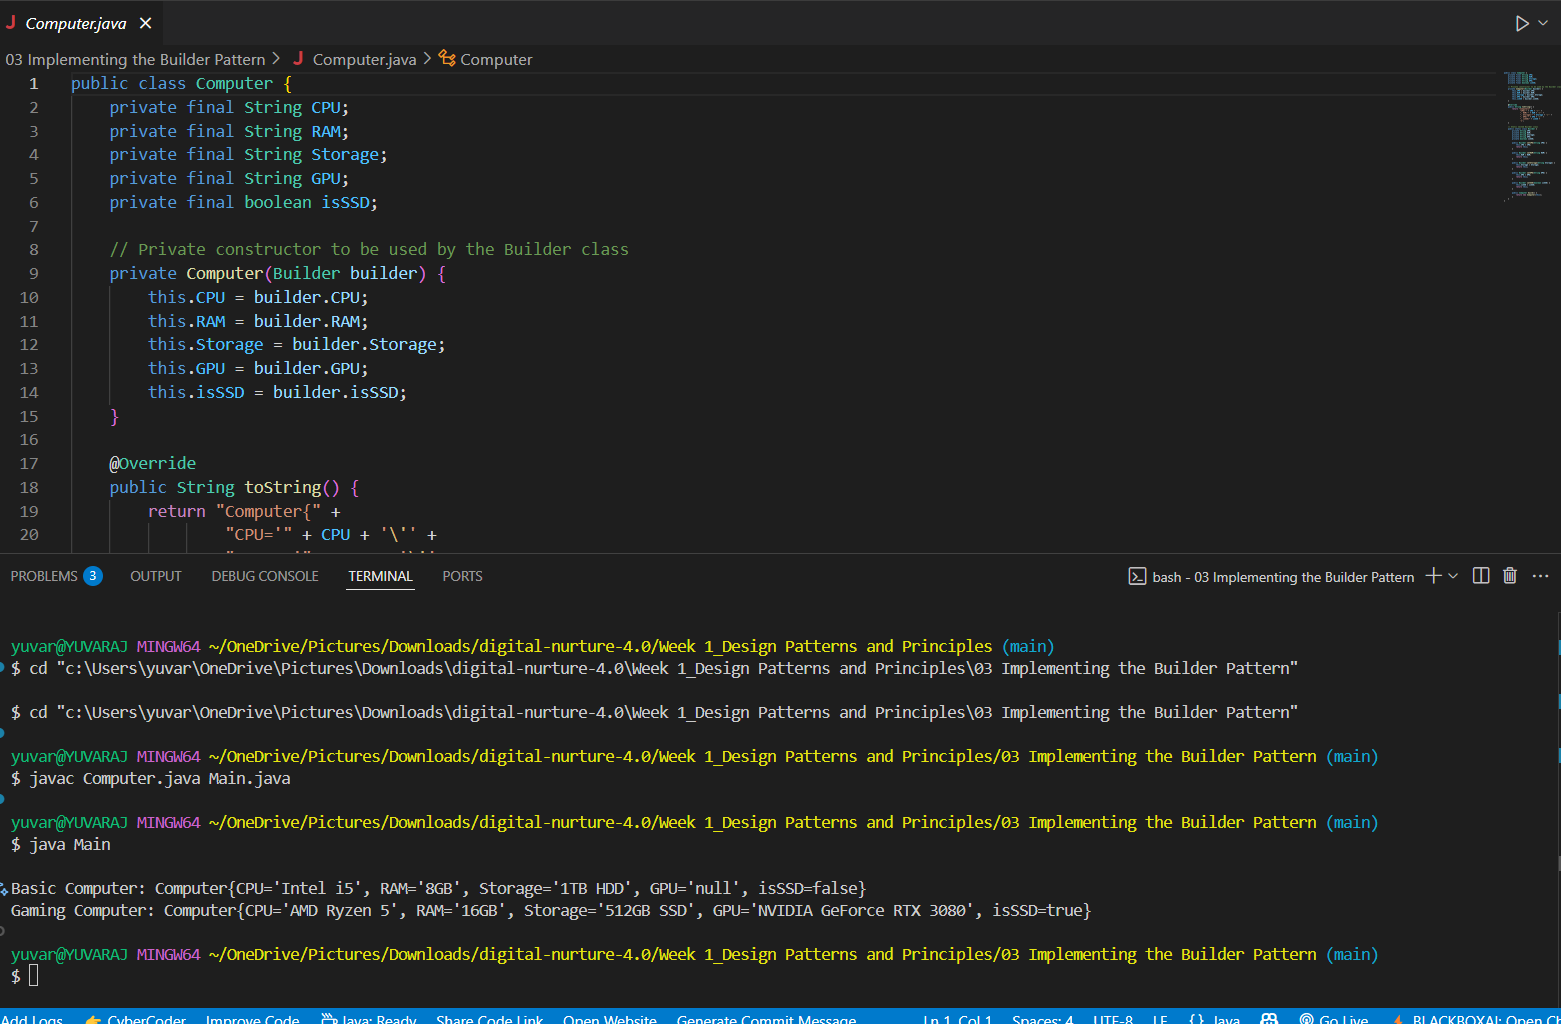 Computer.java
03 Implementing the Builder Pattern > Computer.java > Computer
1 public class Computer {
2 private final String CPU;
3 private final String RAM;
4 private final String Storage;
5 private final String GPU;
6 private final boolean isSSD;
7
8 // Private constructor to be used by the Builder class
9 private Computer(Builder builder) {
10 this.CPU = builder.CPU;
11 this.RAM = builder.RAM;
12 this.Storage = builder.Storage;
13 this.GPU = builder.GPU;
14 this.isSSD = builder.isSSD;
15 }
16
17 @Override
18 public String toString() {
19 return "Computer{" +
20 "CPU='" + CPU + '\'' +
PROBLEMS 3 OUTPUT DEBUG CONSOLE TERMINAL PORTS bash - 03 Implementing the Builder Pattern
yuvar@YUVARAJ MINGW64 ~/OneDrive/Pictures/Downloads/digital-nurture-4.0/Week 1_Design Patterns and Principles (main)
$ cd "c:\Users\yuvar\OneDrive\Pictures\Downloads\digital-nurture-4.0\Week 1_Design Patterns and Principles\03 Implementing the Builder Pattern"
$ cd "c:\Users\yuvar\OneDrive\Pictures\Downloads\digital-nurture-4.0\Week 1_Design Patterns and Principles\03 Implementing the Builder Pattern"
yuvar@YUVARAJ MINGW64 ~/OneDrive/Pictures/Downloads/digital-nurture-4.0/Week 1_Design Patterns and Principles/03 Implementing the Builder Pattern (main)
$ javac Computer.java Main.java
yuvar@YUVARAJ MINGW64 ~/OneDrive/Pictures/Downloads/digital-nurture-4.0/Week 1_Design Patterns and Principles/03 Implementing the Builder Pattern (main)
$ java Main
Basic Computer: Computer{CPU='Intel i5', RAM='8GB', Storage='1TB HDD', GPU='null', isSSD=false}
Gaming Computer: Computer{CPU='AMD Ryzen 5', RAM='16GB', Storage='512GB SSD', GPU='NVIDIA GeForce RTX 3080', isSSD=true}
yuvar@YUVARAJ MINGW64 ~/OneDrive/Pictures/Downloads/digital-nurture-4.0/Week 1_Design Patterns and Principles/03 Implementing the Builder Pattern (main)
$
Add Logs CyberCoder Improve Code Java: Ready Share Code Link Open Website Generate Commit Message Ln 1, Col 1 Spaces: 4 UTF-8 LF {} Java Go Live BLACKBOXAI: Open